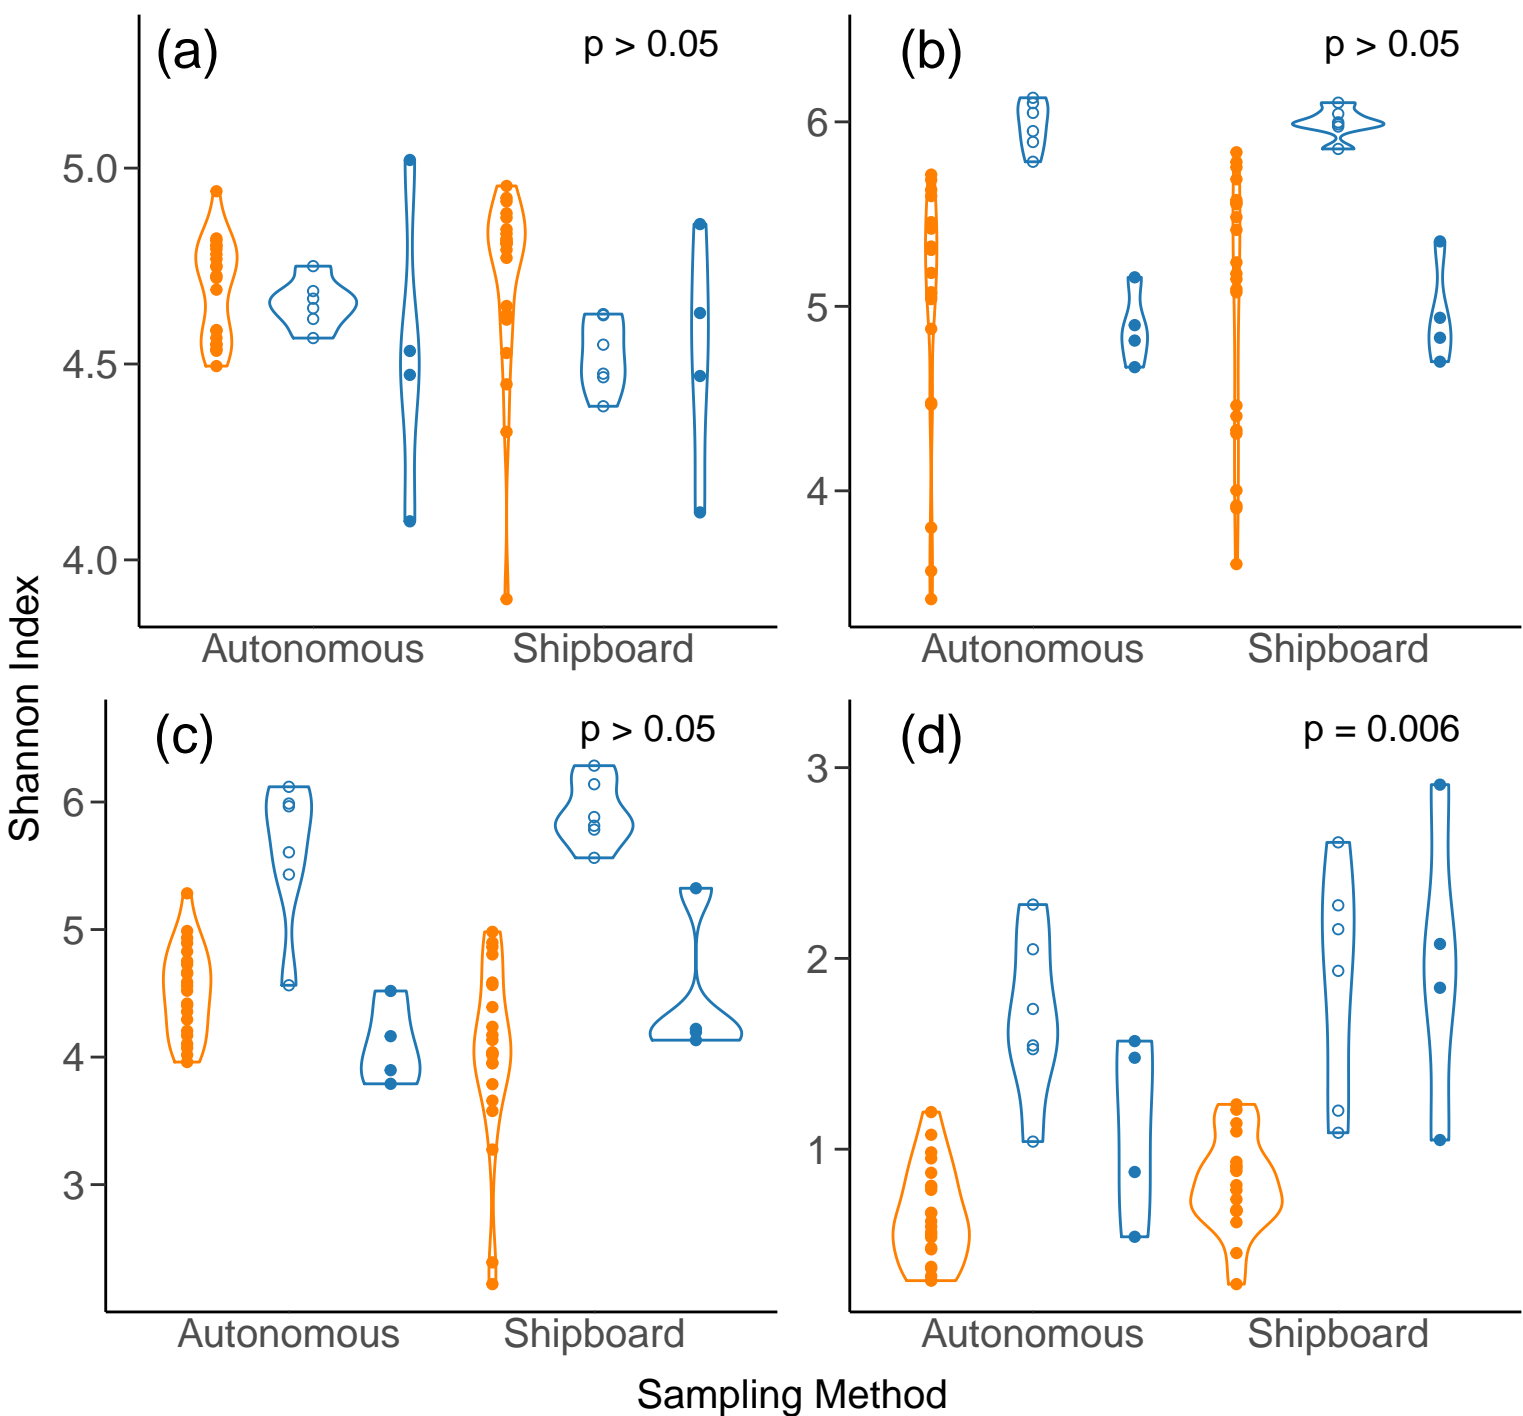 (a)
p > 0.05
5.0
4.5
4.0
Autonomous
Shipboard
(b)
p > 0.05
6
5
4
Autonomous
Shipboard
Shannon Index
(c)
p > 0.05
6
5
4
3
Autonomous
Shipboard
(d)
p = 0.006
3
2
1
Autonomous
Shipboard
Sampling Method